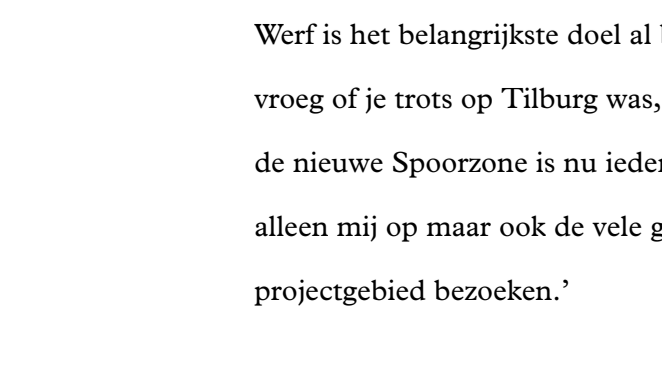 Werf is het belangrijkste doel al
vroeg of je trots op Tilburg was,
de nieuwe Spoorzone is nu
alleen mij op maar ook de vele
projectgebied bezoeken.’